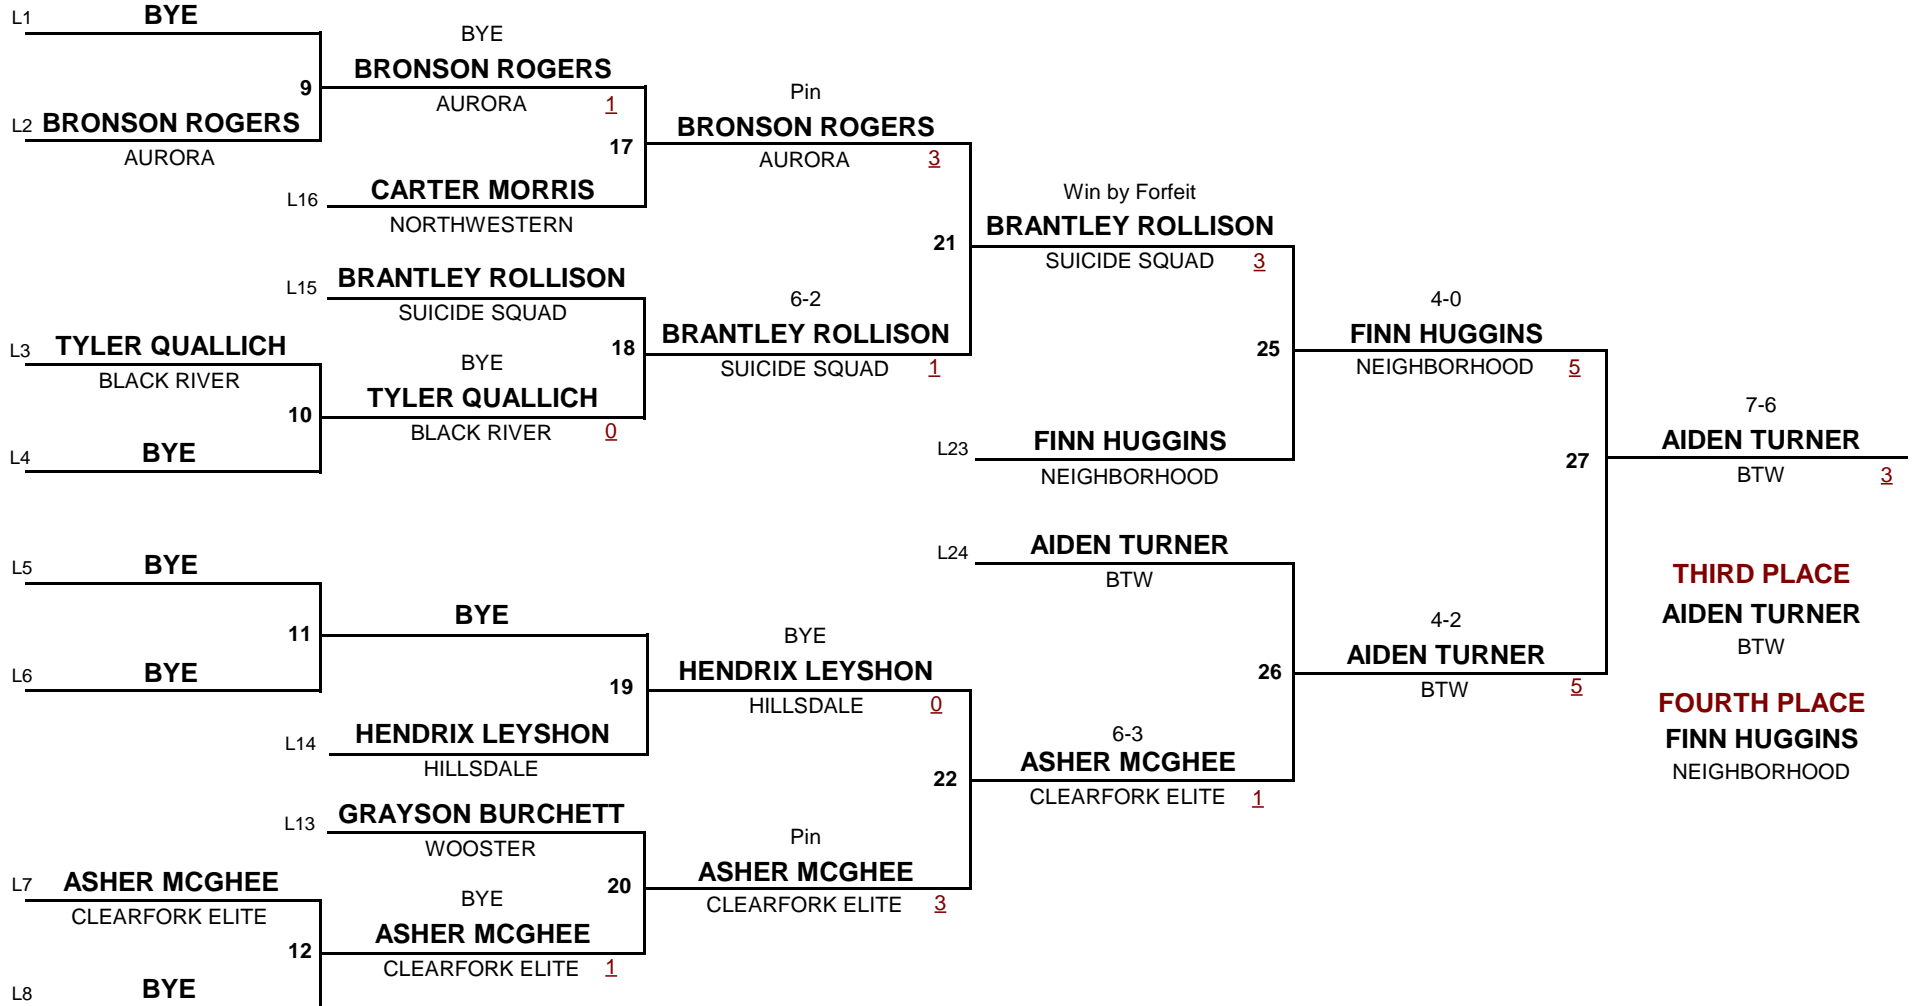 L1 BYE
BYE
BRONSON ROGERS
9
AURORA 1
Pin
L2 BRONSON ROGERS
BRONSON ROGERS
AURORA
17
AURORA 3
L16 CARTER MORRIS
Win by Forfeit
NORTHWESTERN
BRANTLEY ROLLISON
21
SUICIDE SQUAD 3
L15 BRANTLEY ROLLISON
6-2
4-0
SUICIDE SQUAD
BRANTLEY ROLLISON
FINN HUGGINS
L3 TYLER QUALLICH
18
25
BLACK RIVER
BYE
SUICIDE SQUAD 1
NEIGHBORHOOD 5
TYLER QUALLICH
10
7-6
BLACK RIVER 0
L23 FINN HUGGINS
AIDEN TURNER
L4 BYE
27
NEIGHBORHOOD
BTW 3
L24 AIDEN TURNER
L5 BYE
BTW
THIRD PLACE
BYE
AIDEN TURNER
11
BYE
4-2
BTW
L6 BYE
HENDRIX LEYSHON
AIDEN TURNER
19
26
HILLSDALE 0
BTW 5
FOURTH PLACE
L14 HENDRIX LEYSHON
6-3
FINN HUGGINS
HILLSDALE
ASHER MCGHEE
NEIGHBORHOOD
22
CLEARFORK ELITE 1
L13 GRAYSON BURCHETT
Pin
WOOSTER
ASHER MCGHEE
L7 ASHER MCGHEE
20
CLEARFORK ELITE
BYE
CLEARFORK ELITE 3
ASHER MCGHEE
12
CLEARFORK ELITE 1
L8 BYE